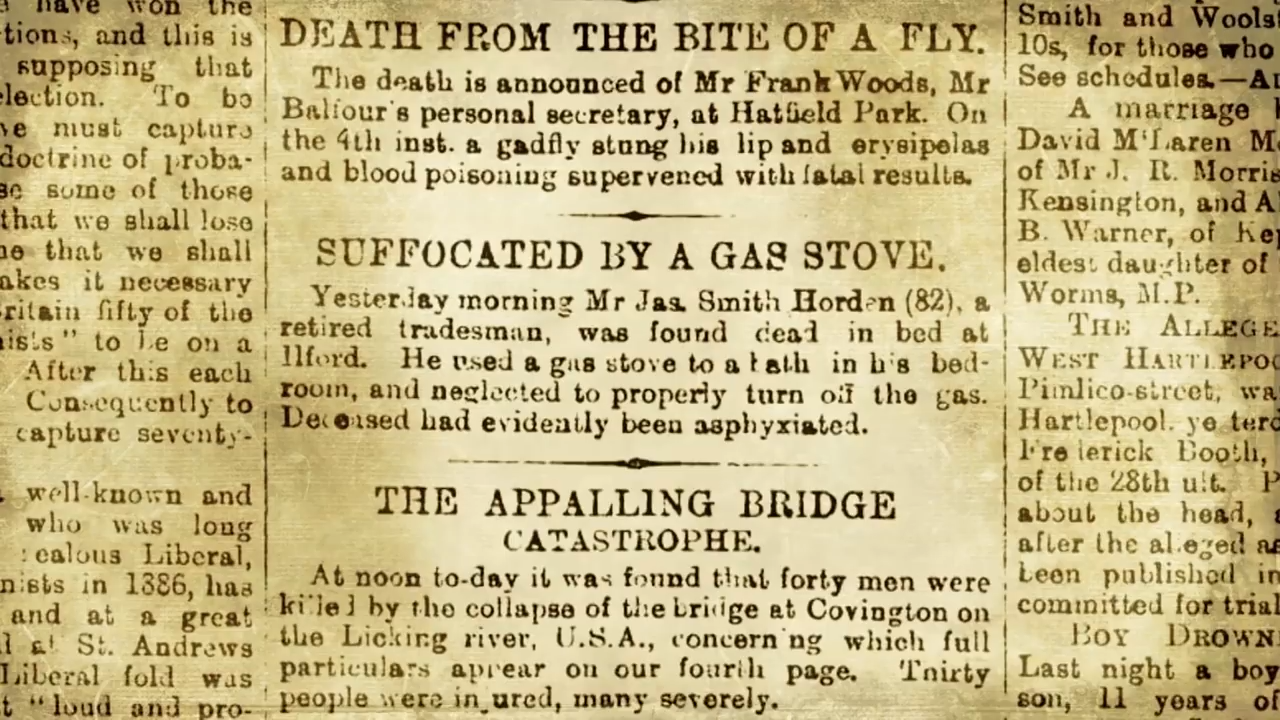 have won the
and this is
supposing that
To be
must capture
doctrine of proba-
some of those
that we shall lose
that we shall
it necessary
fifty of the
to be on a
After this each
Consequently to
capture seventy-
well-known and
who was long
Liberal,
in 1886, has
and at a great
St. Andrews
Liberal fold was
"loud and pro-
DEATH FROM THE BITE OF A FLY.
The death is announced of Mr Frank Woods, Mr
Balfour's personal secretary, at Hatfield Park. On
the 4th inst. a gadfly stung his lip and erysipelas
and blood poisoning supervened with fatal results.
SUFFOCATED BY A GAS STOVE.
Yesterday morning Mr Jas. Smith Horden (82), a
retired tradesman, was found dead in bed at
Ilford. He used a gas stove to a bath in his bed-
room, and neglected to properly turn off the gas.
Deceased had evidently been asphyxiated.
THE APPALLING BRIDGE
CATASTROPHE.
At noon to-day it was found that forty men were
killed by the collapse of the bridge at Covington on
the Licking river, U.S.A., concerning which full
particulars appear on our fourth page. Thirty
people were injured, many severely.
Smith and
10s, for those who
See schedules.—
A marriage
David M'Laren
of Mr J. R.
Kensington, and
B. Warner, of
eldest daughter of
Worms, M.P.
THE
WEST
Pimlico-street,
Hartlepool.
Frederick Booth,
of the 28th ult.
about the head,
after the alleged
been published in
committed for trial
BOY
Last night a boy
son, 11 years of